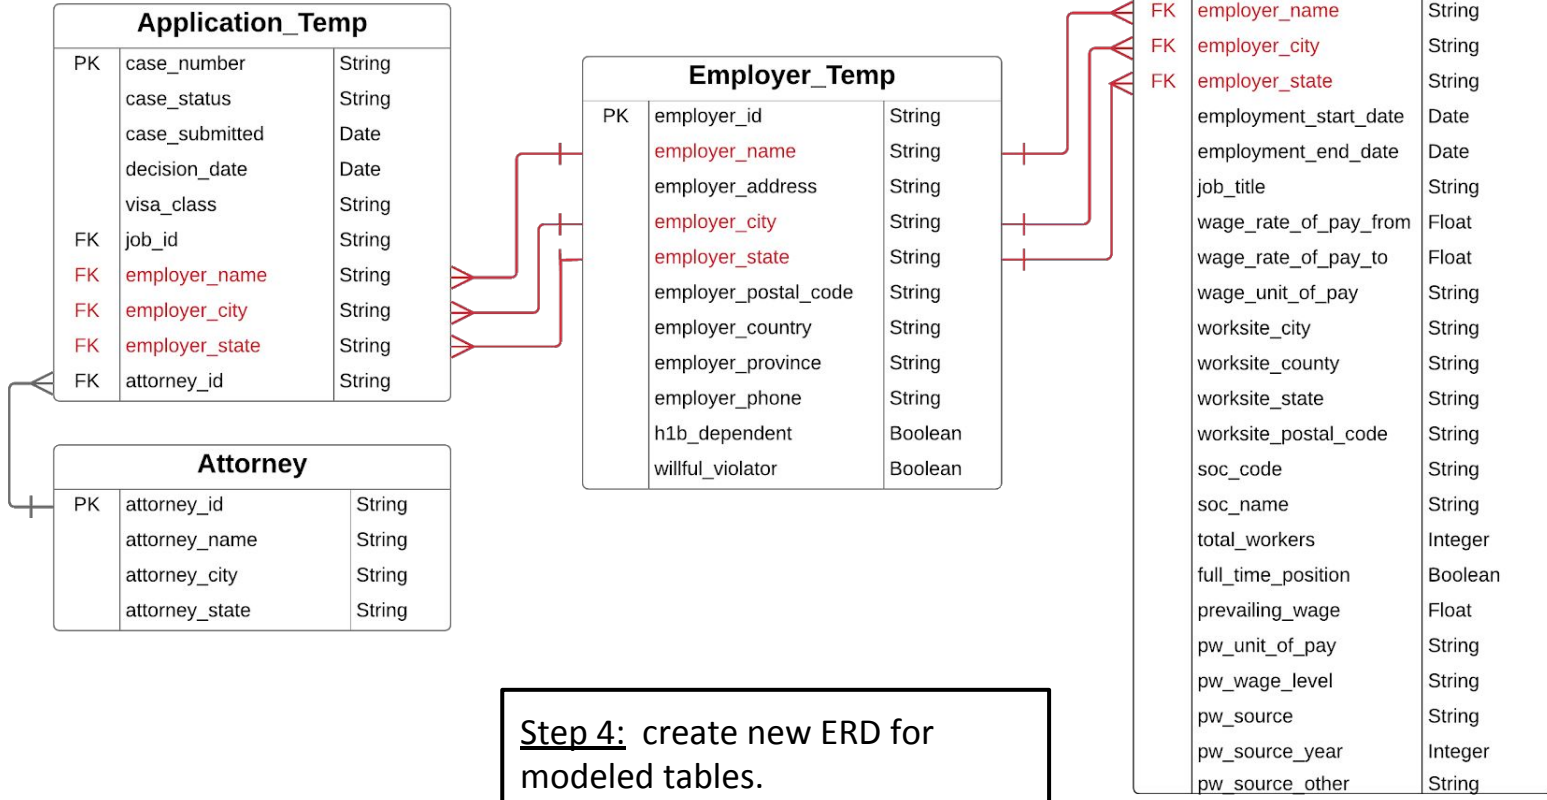 Application_Temp
PK case_number String
case_status String
case_submitted Date
decision_date Date
visa_class String
FK job_id String
FK employer_name String
FK employer_city String
FK employer_state String
FK attorney_id String
Attorney
PK attorney_id String
attorney_name String
attorney_city String
attorney_state String
Employer_Temp
PK employer_id String
employer_name String
employer_address String
employer_city String
employer_state String
employer_postal_code String
employer_country String
employer_province String
employer_phone String
h1b_dependent Boolean
willful_violator Boolean
FK employer_name String
FK employer_city String
FK employer_state String
employment_start_date Date
employment_end_date Date
job_title String
wage_rate_of_pay_from Float
wage_rate_of_pay_to Float
wage_unit_of_pay String
worksite_city String
worksite_county String
worksite_state String
worksite_postal_code String
soc_code String
soc_name String
total_workers Integer
full_time_position Boolean
prevailing_wage Float
pw_unit_of_pay String
pw_wage_level String
pw_source String
pw_source_year Integer
pw_source_other String
Step 4: create new ERD for
modeled tables.